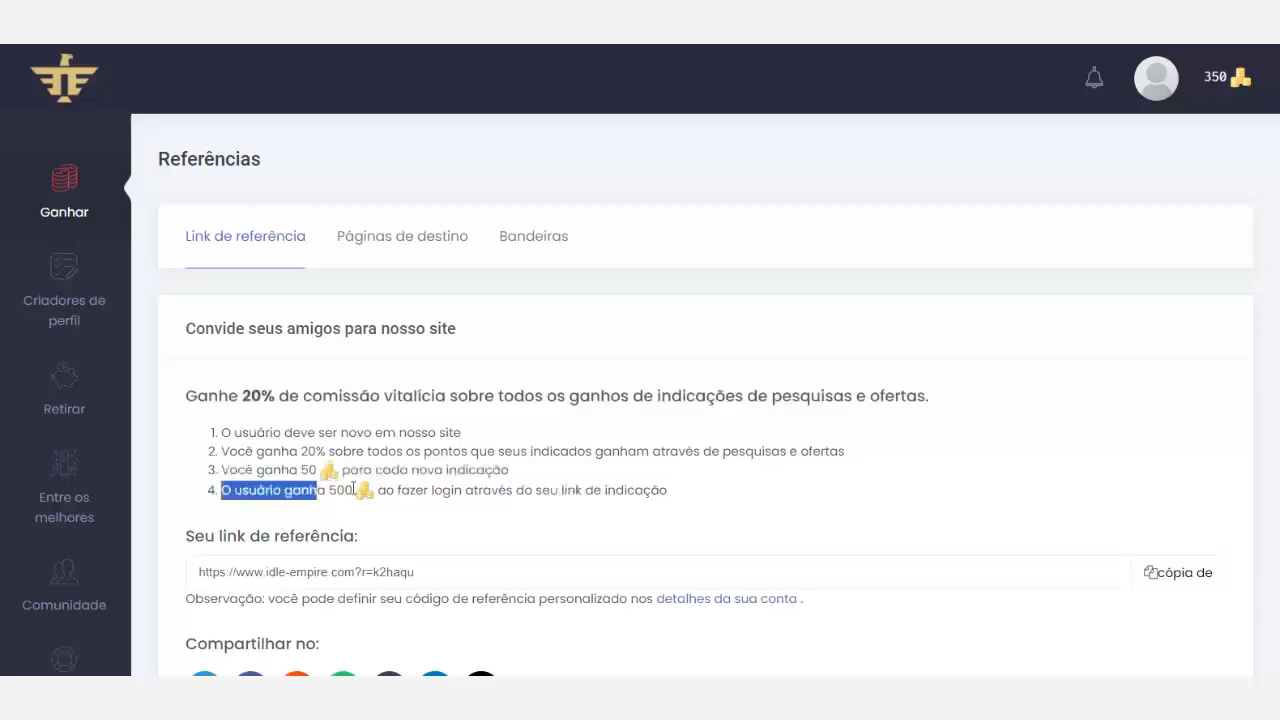 350
Referências
Ganhar
Link de referência Páginas de destino Bandeiras
Criadores de
perfil
Convide seus amigos para nosso site
Retirar
Ganhe 20% de comissão vitalícia sobre todos os ganhos de indicações de pesquisas e ofertas.
1. O usuário deve ser novo em nosso site
2. Você ganha 20% sobre todos os pontos que seus indicados ganham através de pesquisas e ofertas
3. Você ganha 50 para cada nova indicação
4. O usuário ganha 500 ao fazer login através do seu link de indicação
Entre os
melhores
Seu link de referência:
https://www.idle-empire.com?r=k2haqu cópia de
Observação: você pode definir seu código de referência personalizado nos detalhes da sua conta .
Comunidade
Compartilhar no: